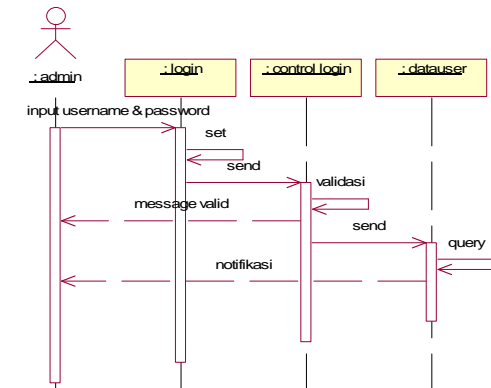 : admin
: login
: control login
: datauser
input username & password
set
send
validasi
message valid
send
query
notifikasi